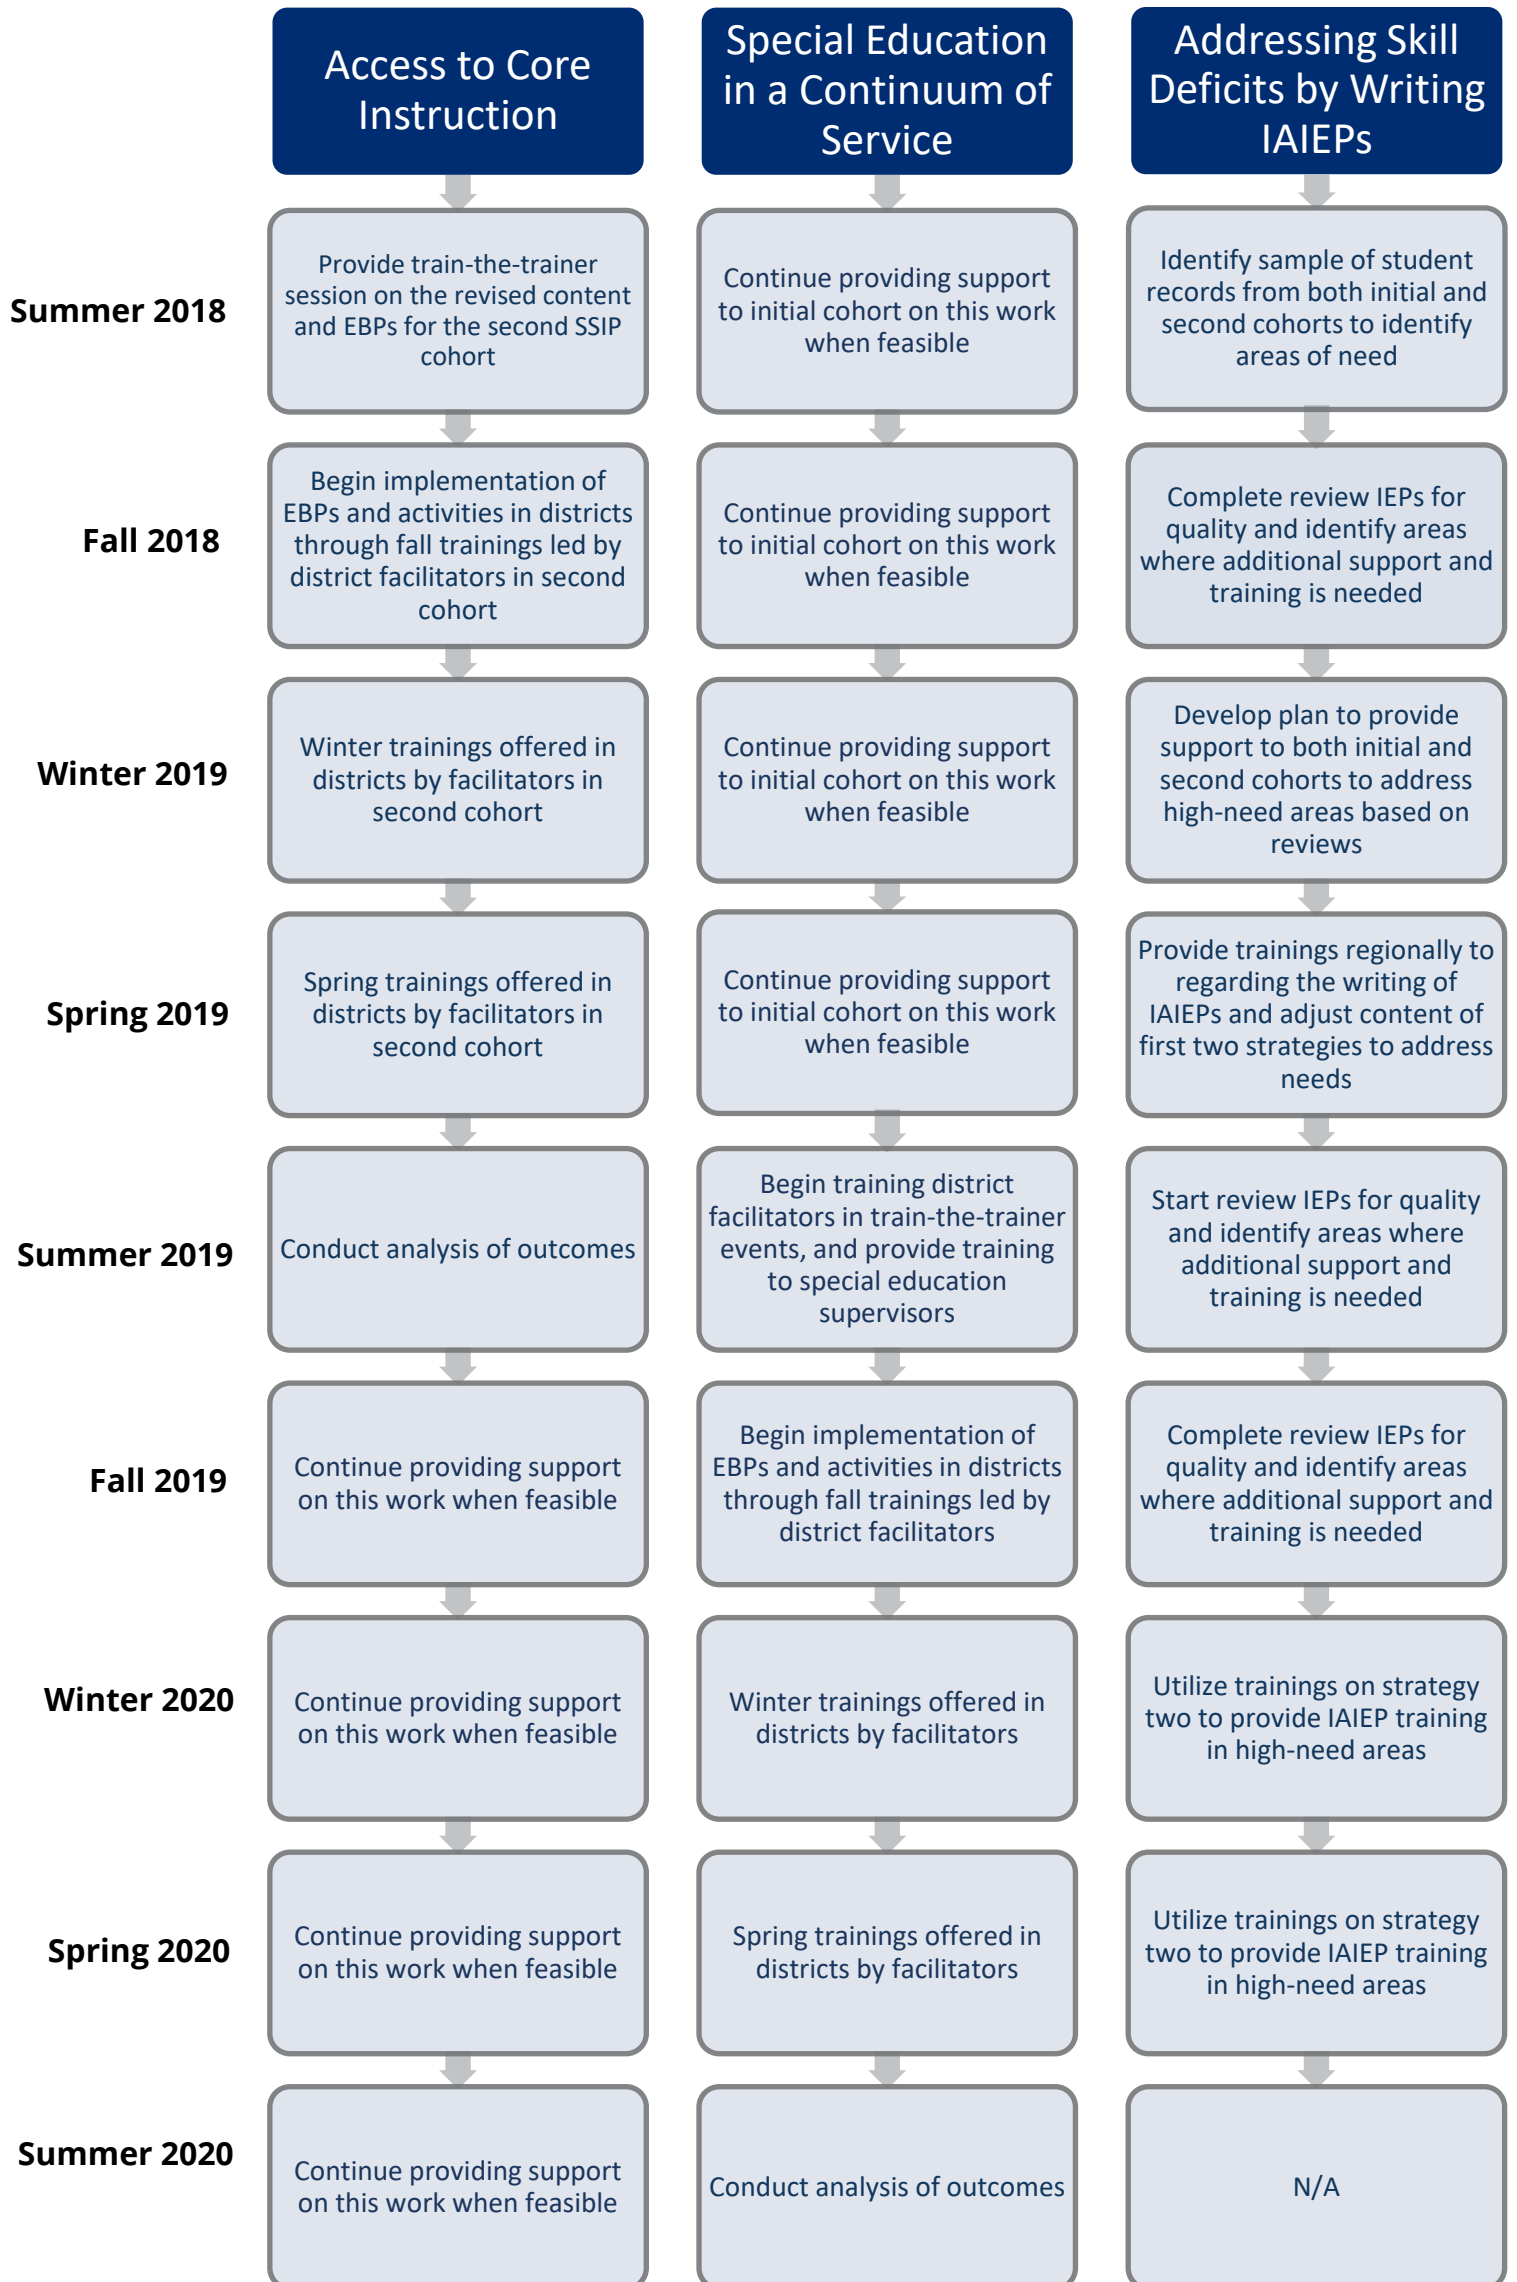 Access to Core
Instruction
Special Education
in a Continuum of
Service
Addressing Skill
Deficits by Writing
IAIEPs
Summer 2018
Provide train-the-trainer
session on the revised content
and EBPs for the second SSIP
cohort
Continue providing support
to initial cohort on this work
when feasible
Identify sample of student
records from both initial and
second cohorts to identify
areas of need
Fall 2018
Begin implementation of
EBPs and activities in districts
through fall trainings led by
district facilitators in second
cohort
Continue providing support
to initial cohort on this work
when feasible
Complete review IEPs for
quality and identify areas
where additional support and
training is needed
Winter 2019
Winter trainings offered in
districts by facilitators in
second cohort
Continue providing support
to initial cohort on this work
when feasible
Develop plan to provide
support to both initial and
second cohorts to address
high-need areas based on
reviews
Spring 2019
Spring trainings offered in
districts by facilitators in
second cohort
Continue providing support
to initial cohort on this work
when feasible
Provide trainings regionally to
regarding the writing of
IAIEPs and adjust content of
first two strategies to address
needs
Summer 2019
Conduct analysis of outcomes
Begin training district
facilitators in train-the-trainer
events, and provide training
to special education
supervisors
Start review IEPs for quality
and identify areas where
additional support and
training is needed
Fall 2019
Continue providing support
on this work when feasible
Begin implementation of
EBPs and activities in districts
through fall trainings led by
district facilitators
Complete review IEPs for
quality and identify areas
where additional support and
training is needed
Winter 2020
Continue providing support
on this work when feasible
Winter trainings offered in
districts by facilitators
Utilize trainings on strategy
two to provide IAIEP training
in high-need areas
Spring 2020
Continue providing support
on this work when feasible
Spring trainings offered in
districts by facilitators
Utilize trainings on strategy
two to provide IAIEP training
in high-need areas
Summer 2020
Continue providing support
on this work when feasible
Conduct analysis of outcomes
N/A